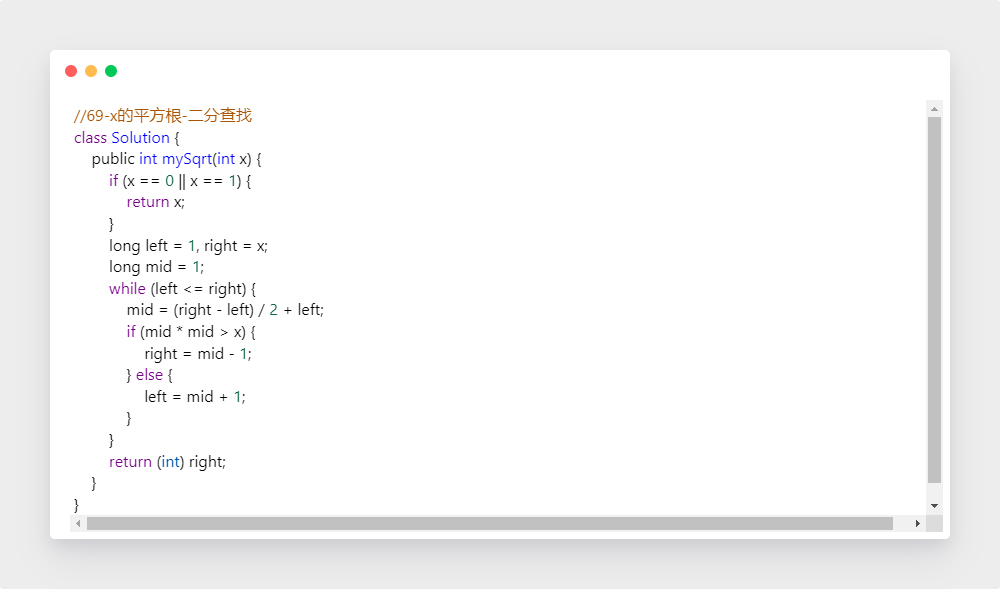 //69-x的平方根-二分查找
class Solution {
    public int mySqrt(int x) {
        if (x == 0 || x == 1) {
            return x;
        }
        long left = 1, right = x;
        long mid = 1;
        while (left <= right) {
            mid = (right - left) / 2 + left;
            if (mid * mid > x) {
                right = mid - 1;
            } else {
                left = mid + 1;
            }
        }
        return (int) right;
    }
}